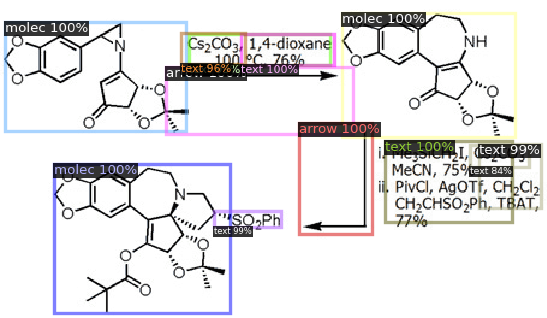 molec 100%
molec 100%
Cs2CO3, 1,4-dioxane
100 °C, 76%
text 96%
text 100%
arrow 100%
N
NH
O
O
O
O
O
O
O
O
O
O
arrow 100%
text 100%
text 99%
text 84%
i. Me3SiCH2I,
MeCN, 75%
ii. PivCl, AgOTf, CH2Cl2
CH2CHSO2Ph, TBAT,
77%
molec 100%
N
SO2Ph
text 99%
O
O
O
O
O
O